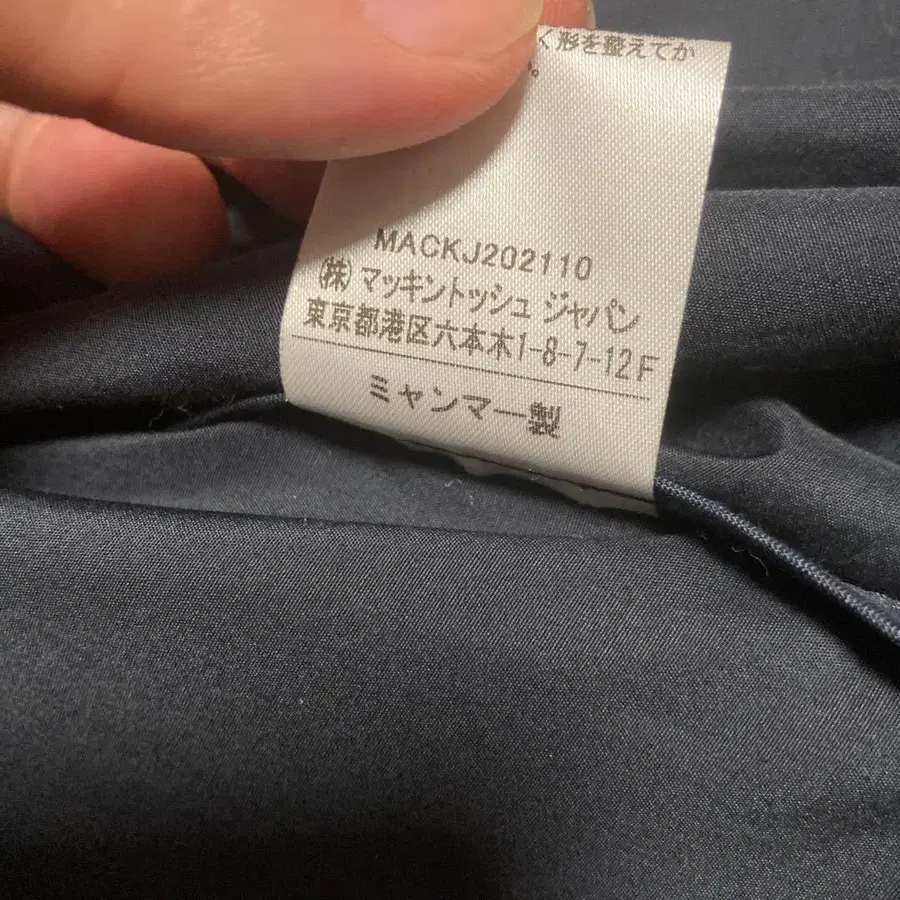 く形を整えてか
。
MACKJ202110
(株)マッキントッシュ ジャパン
東京都港区六本木1-8-7-12F
ミャンマー製